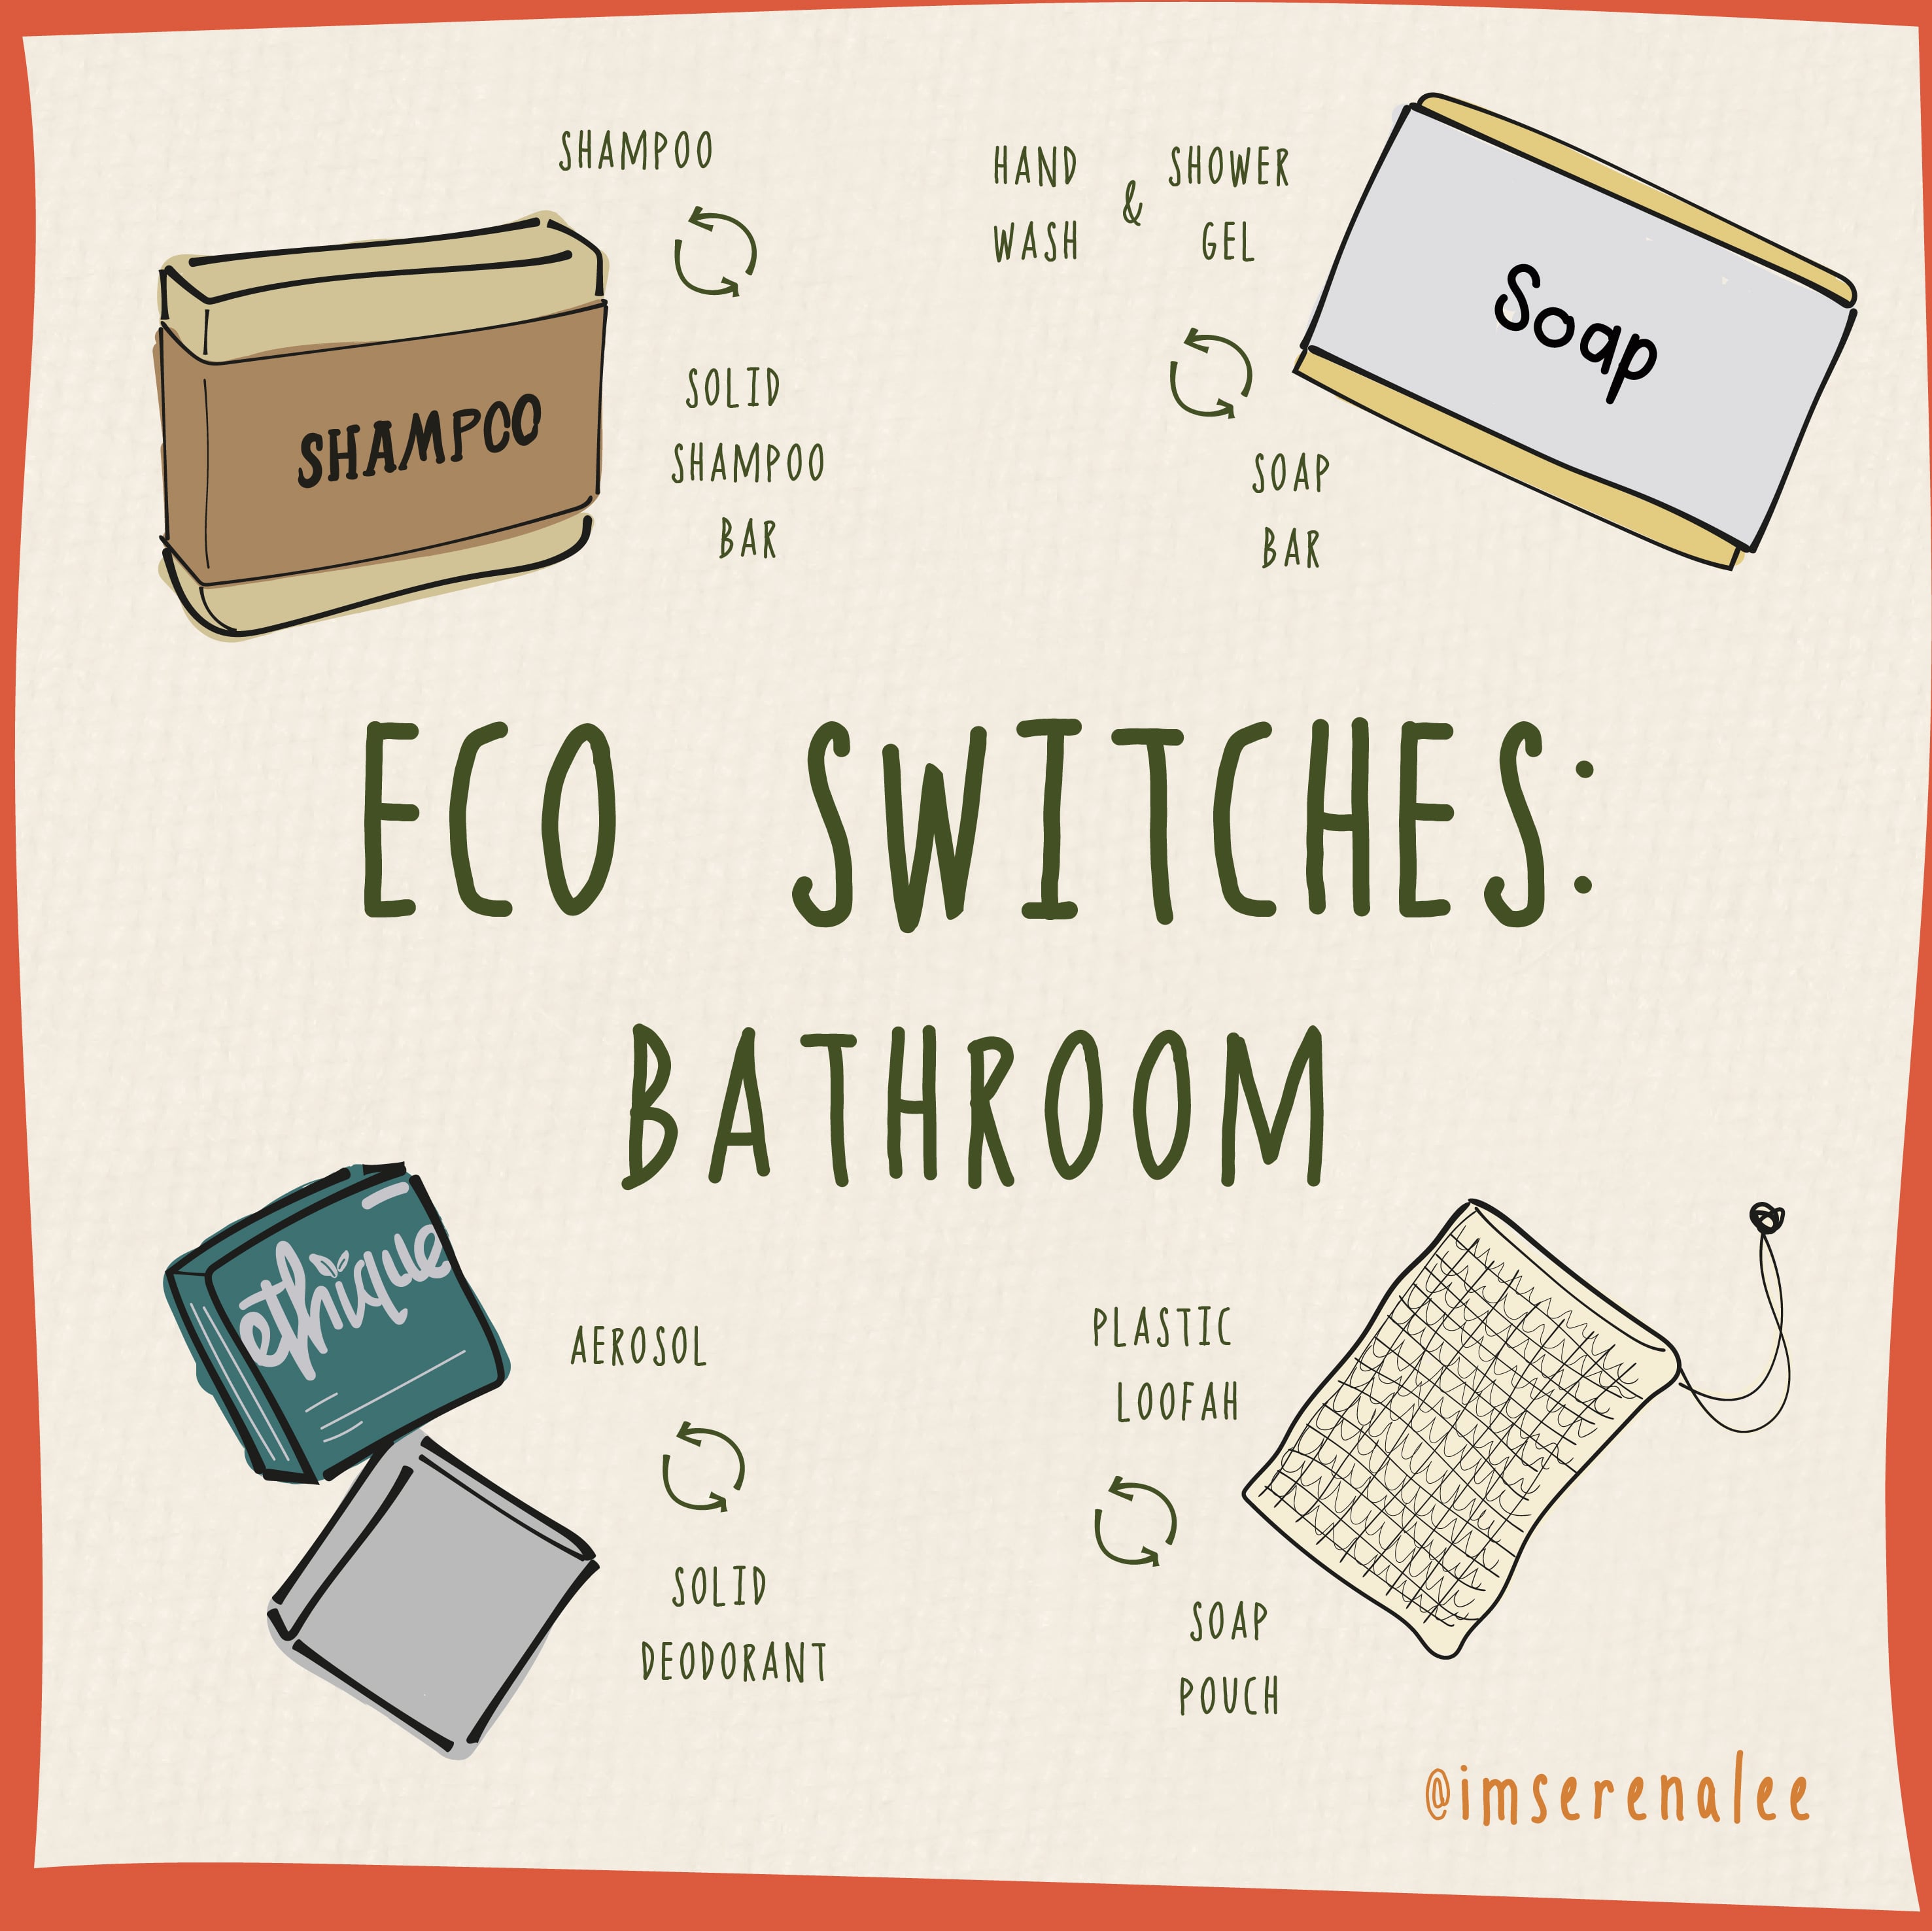 SHAMPOO
SOLID
SHAMPOO
BAR
SHAMPOO
HAND
WASH
&
SHOWER
GEL
SOAP
BAR
Soap
ECO SWITCHES:
BATHROOM
ethique
AEROSOL
SOLID
DEODORANT
PLASTIC
LOOFAH
SOAP
POUCH
@imserenalee